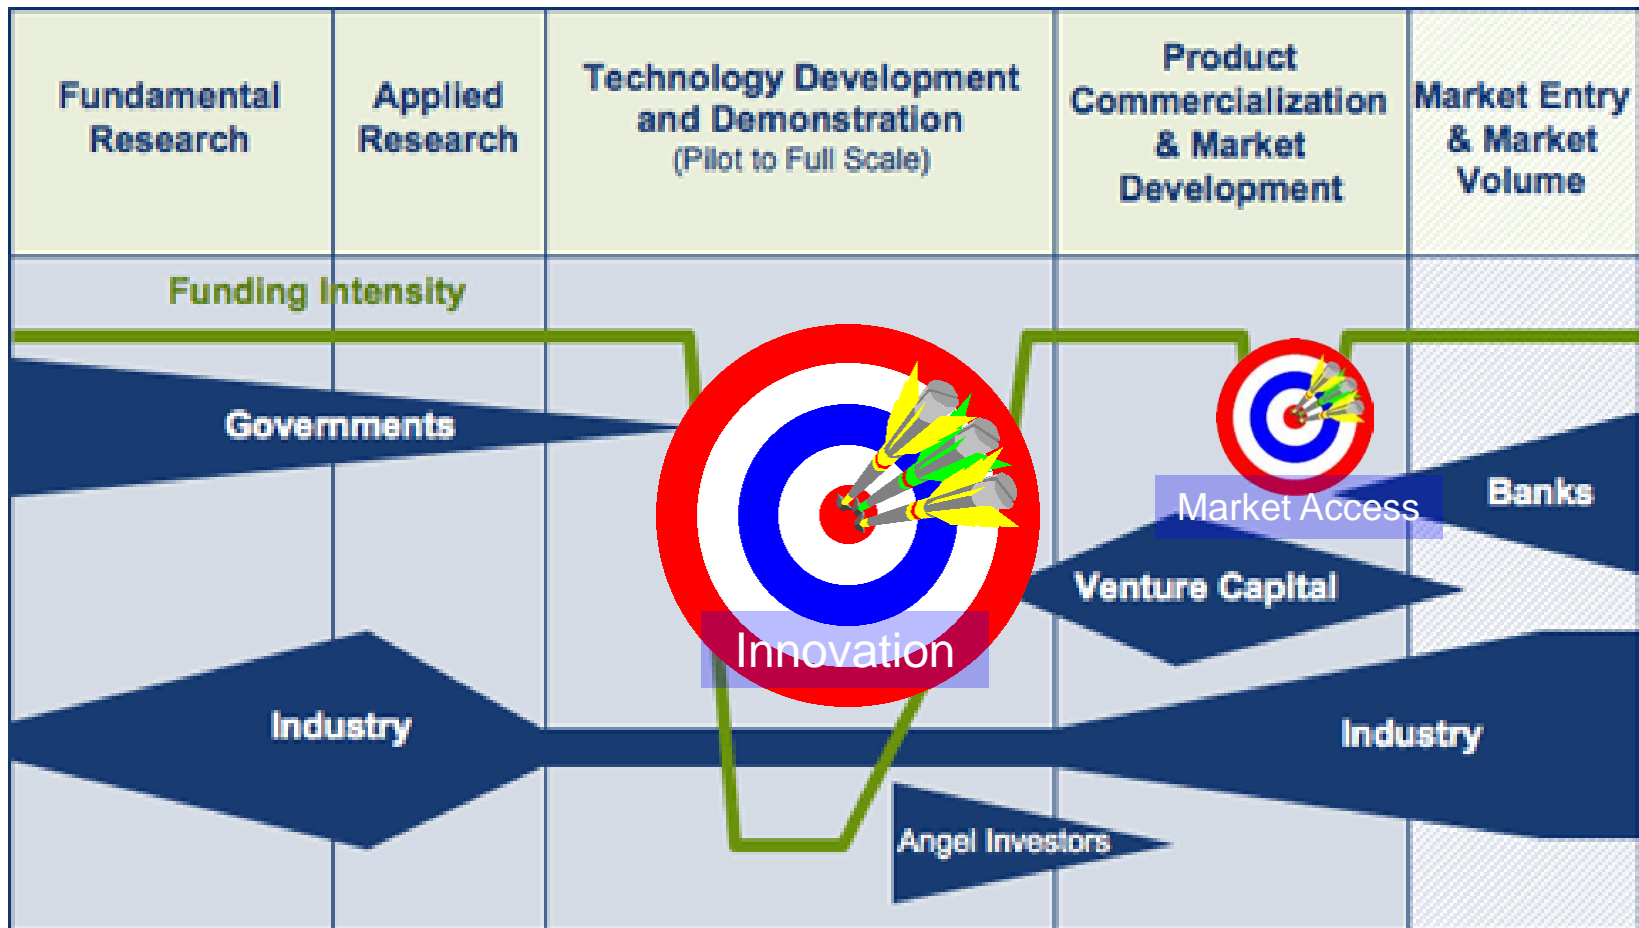 Fundamental
Research
Applied
Research
Technology Development
and Demonstration
(Pilot to Full Scale)
Product
Commercialization
& Market
Development
Market Entry
& Market
Volume
Funding Intensity
Governments
Banks
Market Access
Venture Capital
Innovation
Industry
Industry
Angel Investors